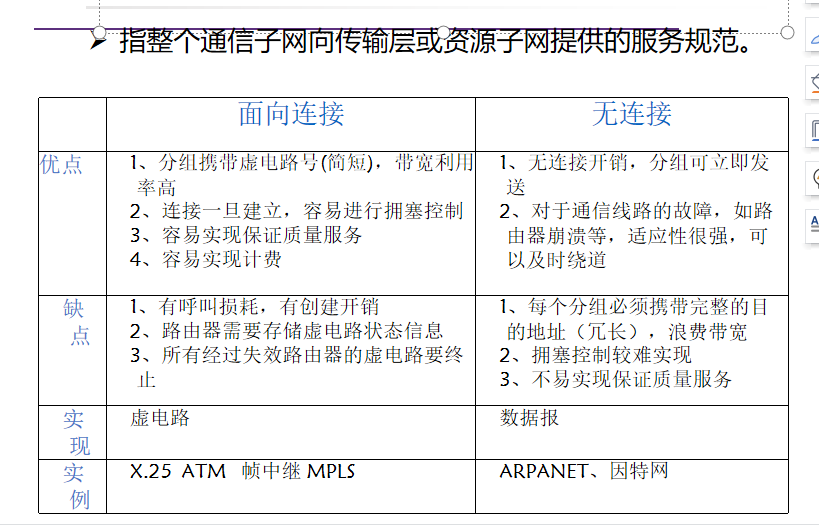 ➢ 指整个通信子网向传输层或资源子网提供的服务规范。
面向连接
无连接
优点
1、分组携带虚电路号(简短)，带宽利用
率高
2、连接一旦建立，容易进行拥塞控制
3、容易实现保证质量服务
4、容易实现计费
1、无连接开销，分组可立即发
送
2、对于通信线路的故障，如路
由器崩溃等，适应性很强，可
以及时绕道
缺
点
1、有呼叫损耗，有创建开销
2、路由器需要存储虚电路状态信息
3、所有经过失效路由器的虚电路要终
止
1、每个分组必须携带完整的目
的地址（冗长），浪费带宽
2、拥塞控制较难实现
3、不易实现保证质量服务
实
现
虚电路
数据报
实
例
X.25 ATM 帧中继 MPLS
ARPANET、因特网